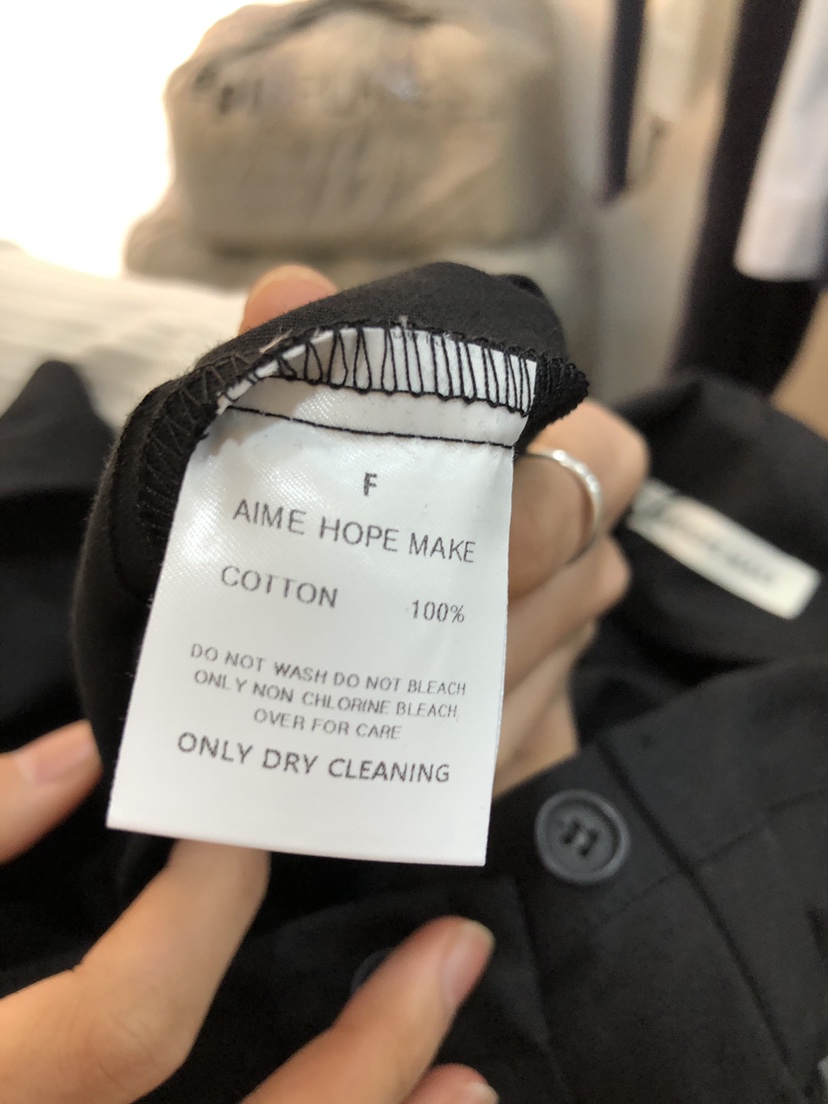 F
AIME HOPE MAKE
COTTON 100%
DO NOT WASH DO NOT BLEACH
ONLY NON CHLORINE BLEACH
OVER FOR CARE
ONLY DRY CLEANING